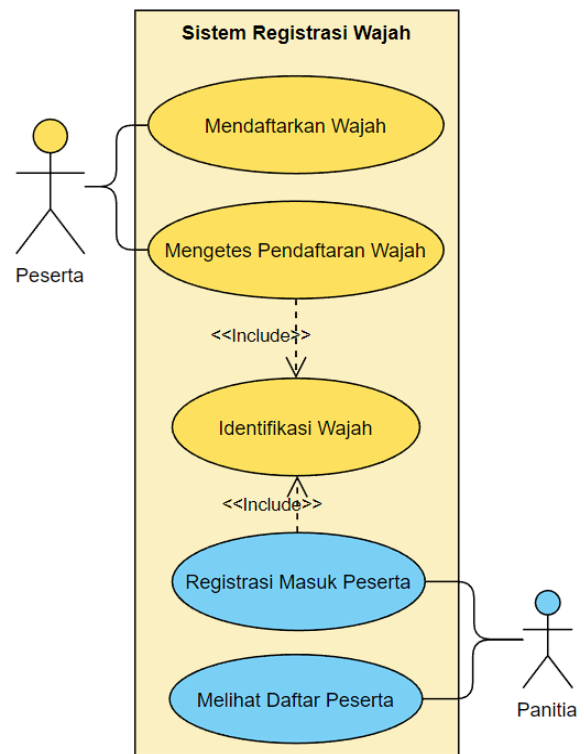 Sistem Registrasi Wajah
Mendaftarkan Wajah
Peserta
Mengetes Pendaftaran Wajah
<<Include>>
Identifikasi Wajah
<<Include>>
Registrasi Masuk Peserta
Melihat Daftar Peserta
Panitia